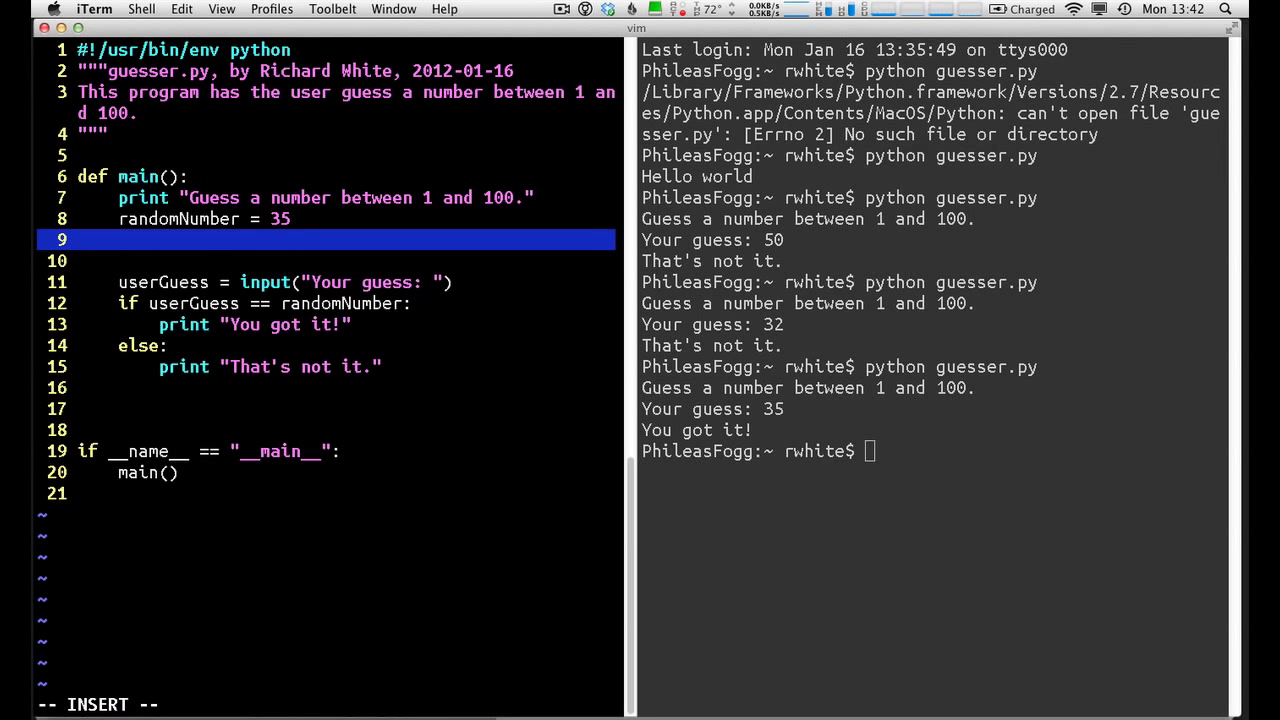 iTerm Shell Edit View Profiles Toolbelt Window Help 72° 0.0KB/s 0.5KB/s Charged Mon 13:42
vim
1 #!/usr/bin/env python
2 """guesser.py, by Richard White, 2012-01-16
3 This program has the user guess a number between 1 an
d 100.
4 """
5
6 def main():
7 print "Guess a number between 1 and 100."
8 randomNumber = 35
9
10
11 userGuess = input("Your guess: ")
12 if userGuess == randomNumber:
13 print "You got it!"
14 else:
15 print "That's not it."
16
17
18
19 if __name__ == "__main__":
20 main()
21
~
~
~
~
~
~
~
~
~
-- INSERT --
Last login: Mon Jan 16 13:35:49 on ttys000
PhileasFogg:~ rwhite$ python guesser.py
/Library/Frameworks/Python.framework/Versions/2.7/Resourc
es/Python.app/Contents/MacOS/Python: can't open file 'gue
sser.py': [Errno 2] No such file or directory
PhileasFogg:~ rwhite$ python guesser.py
Hello world
PhileasFogg:~ rwhite$ python guesser.py
Guess a number between 1 and 100.
Your guess: 50
That's not it.
PhileasFogg:~ rwhite$ python guesser.py
Guess a number between 1 and 100.
Your guess: 32
That's not it.
PhileasFogg:~ rwhite$ python guesser.py
Guess a number between 1 and 100.
Your guess: 35
You got it!
PhileasFogg:~ rwhite$